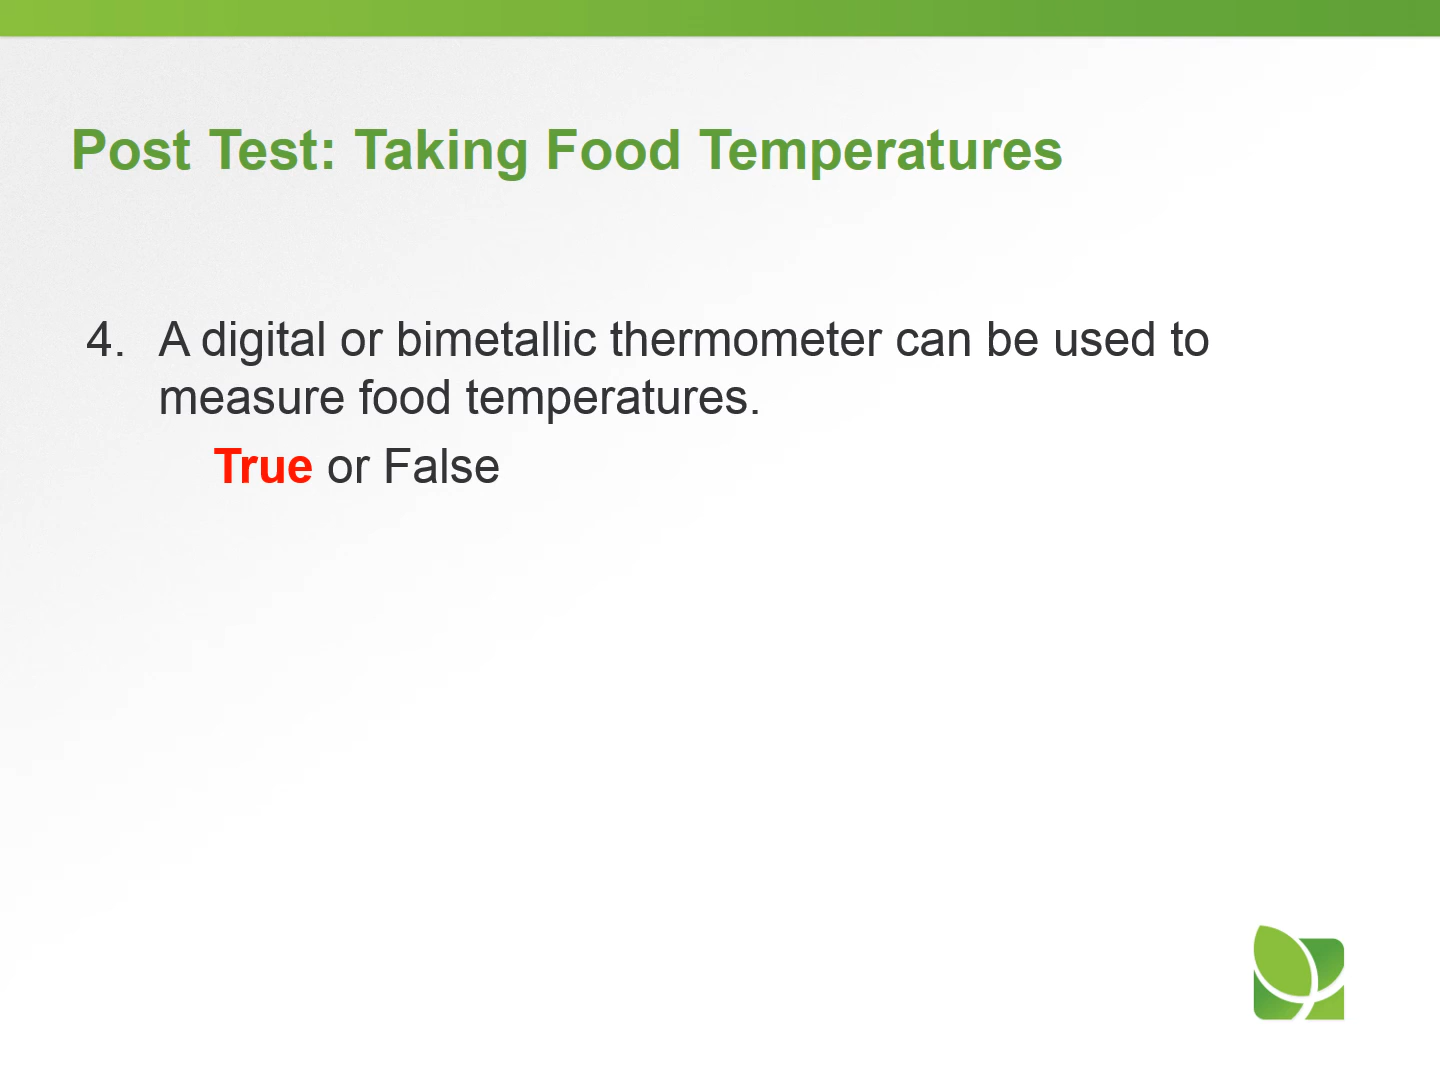 Post Test: Taking Food Temperatures
4. A digital or bimetallic thermometer can be used to
measure food temperatures.
True or False